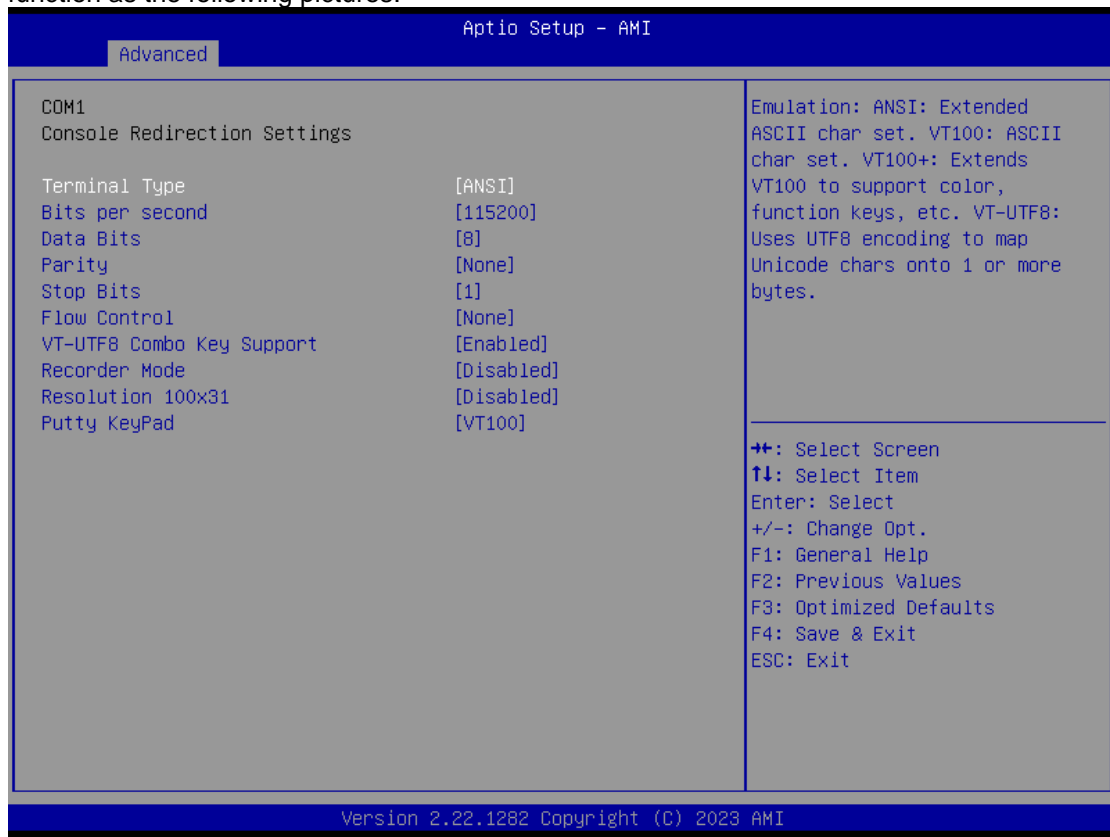 function as the following pictures.
Aptio Setup – AMI
Advanced
COM1
Console Redirection Settings
Terminal Type [ANSI]
Bits per second [115200]
Data Bits [8]
Parity [None]
Stop Bits [1]
Flow Control [None]
VT-UTF8 Combo Key Support [Enabled]
Recorder Mode [Disabled]
Resolution 100x31 [Disabled]
Putty KeyPad [VT100]
Emulation: ANSI: Extended
ASCII char set. VT100: ASCII
char set. VT100+: Extends
VT100 to support color,
function keys, etc. VT-UTF8:
Uses UTF8 encoding to map
Unicode chars onto 1 or more
bytes.
→←: Select Screen
↑↓: Select Item
Enter: Select
+/-: Change Opt.
F1: General Help
F2: Previous Values
F3: Optimized Defaults
F4: Save & Exit
ESC: Exit
Version 2.22.1282 Copyright (C) 2023 AMI